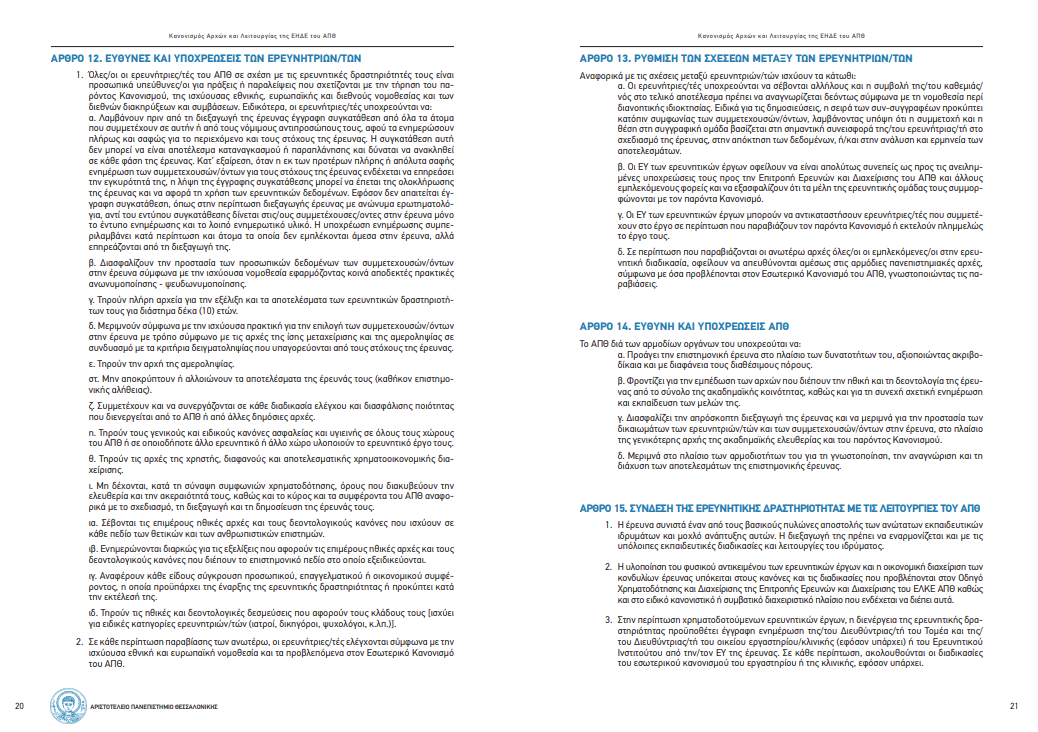 Κανονισμός Αρχών και Λειτουργίας της ΕΗΔΕ του ΑΠΘ
ΑΡΘΡΟ 12. ΕΥΘΥΝΕΣ ΚΑΙ ΥΠΟΧΡΕΩΣΕΙΣ ΤΩΝ ΕΡΕΥΝΗΤΡΙΩΝ/ΤΩΝ
1. Όλες/οι οι ερευνήτριες/τές του ΑΠΘ σε σχέση με τις ερευνητικές δραστηριότητές τους είναι
προσωπικά υπεύθυνες/οι για πράξεις ή παραλείψεις που σχετίζονται με την τήρηση του πα-
ρόντος Κανονισμού, της ισχύουσας εθνικής, ευρωπαϊκής και διεθνούς νομοθεσίας και των
διεθνών διακηρύξεων και συμβάσεων. Ειδικότερα, οι ερευνήτριες/τές υποχρεούνται να:
α. Λαμβάνουν πριν από τη διεξαγωγή της έρευνας έγγραφη συγκατάθεση από όλα τα άτομα
που συμμετέχουν σε αυτήν ή από τους νόμιμους αντιπροσώπους τους, αφού τα ενημερώσουν
πλήρως και σαφώς για το περιεχόμενο και τους στόχους της έρευνας. Η συγκατάθεση αυτή
δεν μπορεί να είναι αποτέλεσμα καταναγκασμού ή παραπλάνησης και δύναται να ανακληθεί
σε κάθε φάση της έρευνας. Κατ’ εξαίρεση, όταν η εκ των προτέρων πλήρης ή απόλυτα σαφής
ενημέρωση των συμμετεχουσών/όντων για τους στόχους της έρευνας ενδέχεται να επηρεάσει
την εγκυρότητά της, η λήψη της έγγραφης συγκατάθεσης μπορεί να έπεται της ολοκλήρωσης
της έρευνας και να αφορά τη χρήση των ερευνητικών δεδομένων. Εφόσον δεν απαιτείται έγ-
γραφη συγκατάθεση, όπως στην περίπτωση διεξαγωγής έρευνας με ανώνυμα ερωτηματολό-
για, αντί του εντύπου συγκατάθεσης δίνεται στις/ους συμμετέχουσες/οντες στην έρευνα μόνο
το έντυπο ενημέρωσης και το λοιπό ενημερωτικό υλικό. Η υποχρέωση ενημέρωσης συμπε-
ριλαμβάνει κατά περίπτωση και άτομα τα οποία δεν εμπλέκονται άμεσα στην έρευνα, αλλά
επηρεάζονται από τη διεξαγωγή της.
β. Διασφαλίζουν την προστασία των προσωπικών δεδομένων των συμμετεχουσών/όντων
στην έρευνα σύμφωνα με την ισχύουσα νομοθεσία εφαρμόζοντας κοινά αποδεκτές πρακτικές
ανωνυμοποίησης - ψευδωνυμοποίησης.
γ. Τηρούν πλήρη αρχεία για την εξέλιξη και τα αποτελέσματα των ερευνητικών δραστηριοτή-
των τους για διάστημα δέκα (10) ετών.
δ. Μεριμνούν σύμφωνα με την ισχύουσα πρακτική για την επιλογή των συμμετεχουσών/όντων
στην έρευνα με τρόπο σύμφωνο με τις αρχές της ίσης μεταχείρισης και της αμεροληψίας σε
συνδυασμό με τα κριτήρια δειγματοληψίας που υπαγορεύονται από τους στόχους της έρευνας.
ε. Τηρούν την αρχή της αμεροληψίας.
στ. Μην αποκρύπτουν ή αλλοιώνουν τα αποτελέσματα της έρευνάς τους (καθήκον επιστημο-
νικής αλήθειας).
ζ. Συμμετέχουν και να συνεργάζονται σε κάθε διαδικασία ελέγχου και διασφάλισης ποιότητας
που διενεργείται από το ΑΠΘ ή από άλλες δημόσιες αρχές.
η. Τηρούν τους γενικούς και ειδικούς κανόνες ασφαλείας και υγιεινής σε όλους τους χώρους
του ΑΠΘ ή σε οποιοδήποτε άλλο ερευνητικό ή άλλο χώρο υλοποιούν το ερευνητικό έργο τους.
θ. Τηρούν τις αρχές της χρηστής, διαφανούς και αποτελεσματικής χρηματοοικονομικής δια-
χείρισης.
ι. Μη δέχονται, κατά τη σύναψη συμφωνιών χρηματοδότησης, όρους που διακυβεύουν την
ελευθερία και την ακεραιότητά τους, καθώς και το κύρος και τα συμφέροντα του ΑΠΘ αναφο-
ρικά με το σχεδιασμό, τη διεξαγωγή και τη δημοσίευση της έρευνάς τους.
ια. Σέβονται τις επιμέρους ηθικές αρχές και τους δεοντολογικούς κανόνες που ισχύουν σε
κάθε πεδίο των θετικών και των ανθρωπιστικών επιστημών.
ιβ. Ενημερώνονται διαρκώς για τις εξελίξεις που αφορούν τις επιμέρους ηθικές αρχές και τους
δεοντολογικούς κανόνες που διέπουν το επιστημονικό πεδίο στο οποίο εξειδικεύονται.
ιγ. Αναφέρουν κάθε είδους σύγκρουση προσωπικού, επαγγελματικού ή οικονομικού συμφέ-
ροντος, η οποία προϋπάρχει της έναρξης της ερευνητικής δραστηριότητας ή προκύπτει κατά
την εκτέλεσή της.
ιδ. Τηρούν τις ηθικές και δεοντολογικές δεσμεύσεις που αφορούν τους κλάδους τους [ισχύει
για ειδικές κατηγορίες ερευνητριών/τών (ιατροί, δικηγόροι, ψυχολόγοι, κ.λπ.)].
2. Σε κάθε περίπτωση παραβίασης των ανωτέρω, οι ερευνήτριες/τές ελέγχονται σύμφωνα με την
ισχύουσα εθνική και ευρωπαϊκή νομοθεσία και τα προβλεπόμενα στον Εσωτερικό Κανονισμό
του ΑΠΘ.
20
ΑΡΙΣΤΟΤΕΛΕΙΟ ΠΑΝΕΠΙΣΤΗΜΙΟ ΘΕΣΣΑΛΟΝΙΚΗΣ
Κανονισμός Αρχών και Λειτουργίας της ΕΗΔΕ του ΑΠΘ
ΑΡΘΡΟ 13. ΡΥΘΜΙΣΗ ΤΩΝ ΣΧΕΣΕΩΝ ΜΕΤΑΞΥ ΤΩΝ ΕΡΕΥΝΗΤΡΙΩΝ/ΤΩΝ
Αναφορικά με τις σχέσεις μεταξύ ερευνητριών/τών ισχύουν τα κάτωθι:
α. Οι ερευνήτριες/τές υποχρεούνται να σέβονται αλλήλους και η συμβολή της/του καθεμιάς/
νός στο τελικό αποτέλεσμα πρέπει να αναγνωρίζεται δεόντως σύμφωνα με τη νομοθεσία περί
διανοητικής ιδιοκτησίας. Ειδικά για τις δημοσιεύσεις, η σειρά των συν-συγγραφέων προκύπτει
κατόπιν συμφωνίας των συμμετεχουσών/όντων, λαμβάνοντας υπόψη ότι η συμμετοχή και η
θέση στη συγγραφική ομάδα βασίζεται στη σημαντική συνεισφορά της/του ερευνήτριας/τή στο
σχεδιασμό της έρευνας, στην απόκτηση των δεδομένων, ή/και στην ανάλυση και ερμηνεία των
αποτελεσμάτων.
β. Οι ΕΥ των ερευνητικών έργων οφείλουν να είναι απολύτως συνεπείς ως προς τις ανειλημ-
μένες υποχρεώσεις τους προς την Επιτροπή Ερευνών και Διαχείρισης του ΑΠΘ και άλλους
εμπλεκόμενους φορείς και να εξασφαλίζουν ότι τα μέλη της ερευνητικής ομάδας τους συμμορ-
φώνονται με τον παρόντα Κανονισμό.
γ. Οι ΕΥ των ερευνητικών έργων μπορούν να αντικαταστήσουν ερευνήτριες/τές που συμμετέ-
χουν στο έργο σε περίπτωση που παραβιάζουν τον παρόντα Κανονισμό ή εκτελούν πλημμελώς
το έργο τους.
δ. Σε περίπτωση που παραβιάζονται οι ανωτέρω αρχές όλες/οι οι εμπλεκόμενες/οι στην ερευ-
νητική διαδικασία, οφείλουν να απευθύνονται αμέσως στις αρμόδιες πανεπιστημιακές αρχές,
σύμφωνα με όσα προβλέπονται στον Εσωτερικό Κανονισμό του ΑΠΘ, γνωστοποιώντας τις πα-
ραβιάσεις.
ΑΡΘΡΟ 14. ΕΥΘΥΝΗ ΚΑΙ ΥΠΟΧΡΕΩΣΕΙΣ ΑΠΘ
Το ΑΠΘ διά των αρμοδίων οργάνων του υποχρεούται να:
α. Προάγει την επιστημονική έρευνα στο πλαίσιο των δυνατοτήτων του, αξιοποιώντας ακριβο-
δίκαια και με διαφάνεια τους διαθέσιμους πόρους.
β. Φροντίζει για την εμπέδωση των αρχών που διέπουν την ηθική και τη δεοντολογία της έρευ-
νας από το σύνολο της ακαδημαϊκής κοινότητας, καθώς και για τη συνεχή σχετική ενημέρωση
και εκπαίδευση των μελών της.
γ. Διασφαλίζει την απρόσκοπτη διεξαγωγή της έρευνας και να μεριμνά για την προστασία των
δικαιωμάτων των ερευνητριών/τών και των συμμετεχουσών/όντων στην έρευνα, στο πλαίσιο
της γενικότερης αρχής της ακαδημαϊκής ελευθερίας και του παρόντος Κανονισμού.
δ. Μεριμνά στο πλαίσιο των αρμοδιοτήτων του για τη γνωστοποίηση, την αναγνώριση και τη
διάχυση των αποτελεσμάτων της επιστημονικής έρευνας.
ΑΡΘΡΟ 15. ΣΥΝΔΕΣΗ ΤΗΣ ΕΡΕΥΝΗΤΙΚΗΣ ΔΡΑΣΤΗΡΙΟΤΗΤΑΣ ΜΕ ΤΙΣ ΛΕΙΤΟΥΡΓΙΕΣ ΤΟΥ ΑΠΘ
1. Η έρευνα συνιστά έναν από τους βασικούς πυλώνες αποστολής των ανώτατων εκπαιδευτικών
ιδρυμάτων και μοχλό ανάπτυξης αυτών. Η διεξαγωγή της πρέπει να εναρμονίζεται και με τις
υπόλοιπες εκπαιδευτικές διαδικασίες και λειτουργίες του ιδρύματος.
2. Η υλοποίηση του φυσικού αντικειμένου των ερευνητικών έργων και η οικονομική διαχείριση των
κονδυλίων έρευνας υπόκειται στους κανόνες και τις διαδικασίες που προβλέπονται στον Οδηγό
Χρηματοδότησης και Διαχείρισης της Επιτροπής Ερευνών και Διαχείρισης του ΕΛΚΕ ΑΠΘ καθώς
και στο ειδικό κανονιστικό ή συμβατικό διαχειριστικό πλαίσιο που ενδέχεται να διέπει αυτά.
3. Στην περίπτωση χρηματοδοτούμενων ερευνητικών έργων, η διενέργεια της ερευνητικής δρα-
στηριότητας προϋποθέτει έγγραφη ενημέρωση της/του Διευθυντρίας/τή του Τομέα και της/
του Διευθυντρίας/τή του οικείου εργαστηρίου/κλινικής (εφόσον υπάρχει) ή του Ερευνητικού
Ινστιτούτου από την/τον ΕΥ της έρευνας. Σε κάθε περίπτωση, ακολουθούνται οι διαδικασίες
του εσωτερικού κανονισμού του εργαστηρίου ή της κλινικής, εφόσον υπάρχει.
21